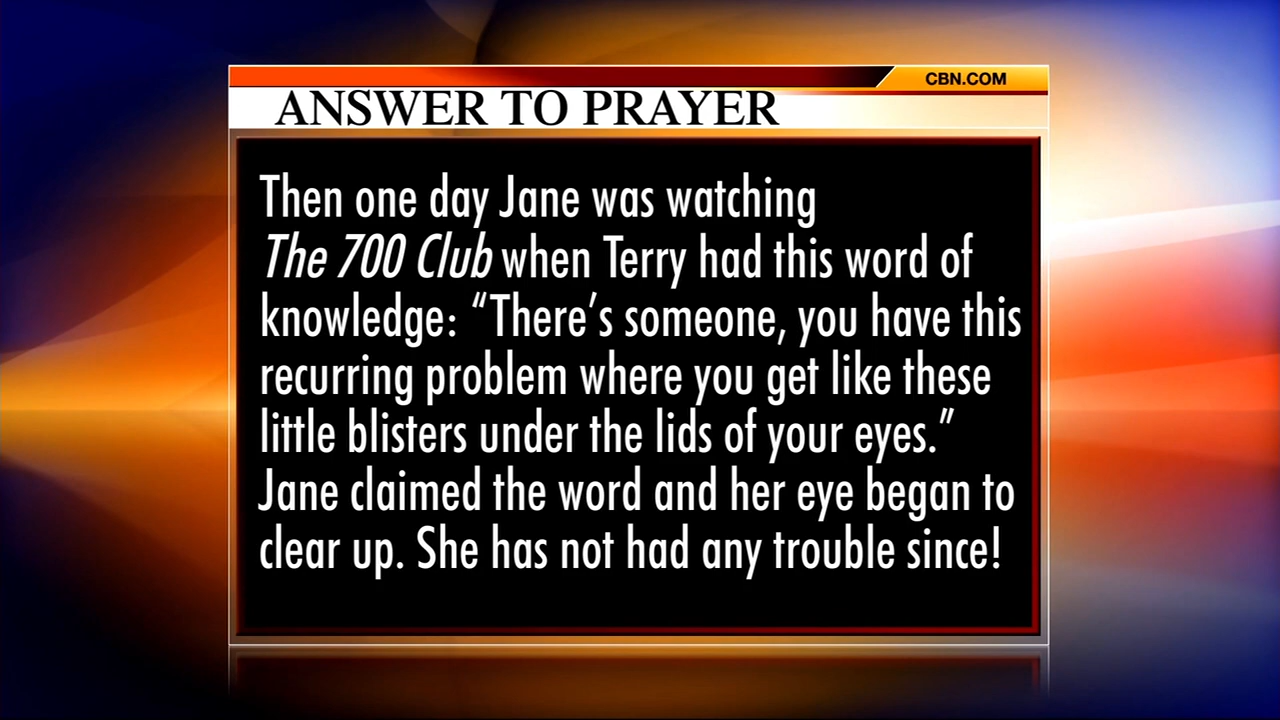 CBN.COM
ANSWER TO PRAYER
Then one day Jane was watching
The 700 Club when Terry had this word of
knowledge: “There’s someone, you have this
recurring problem where you get like these
little blisters under the lids of your eyes.”
Jane claimed the word and her eye began to
clear up. She has not had any trouble since!